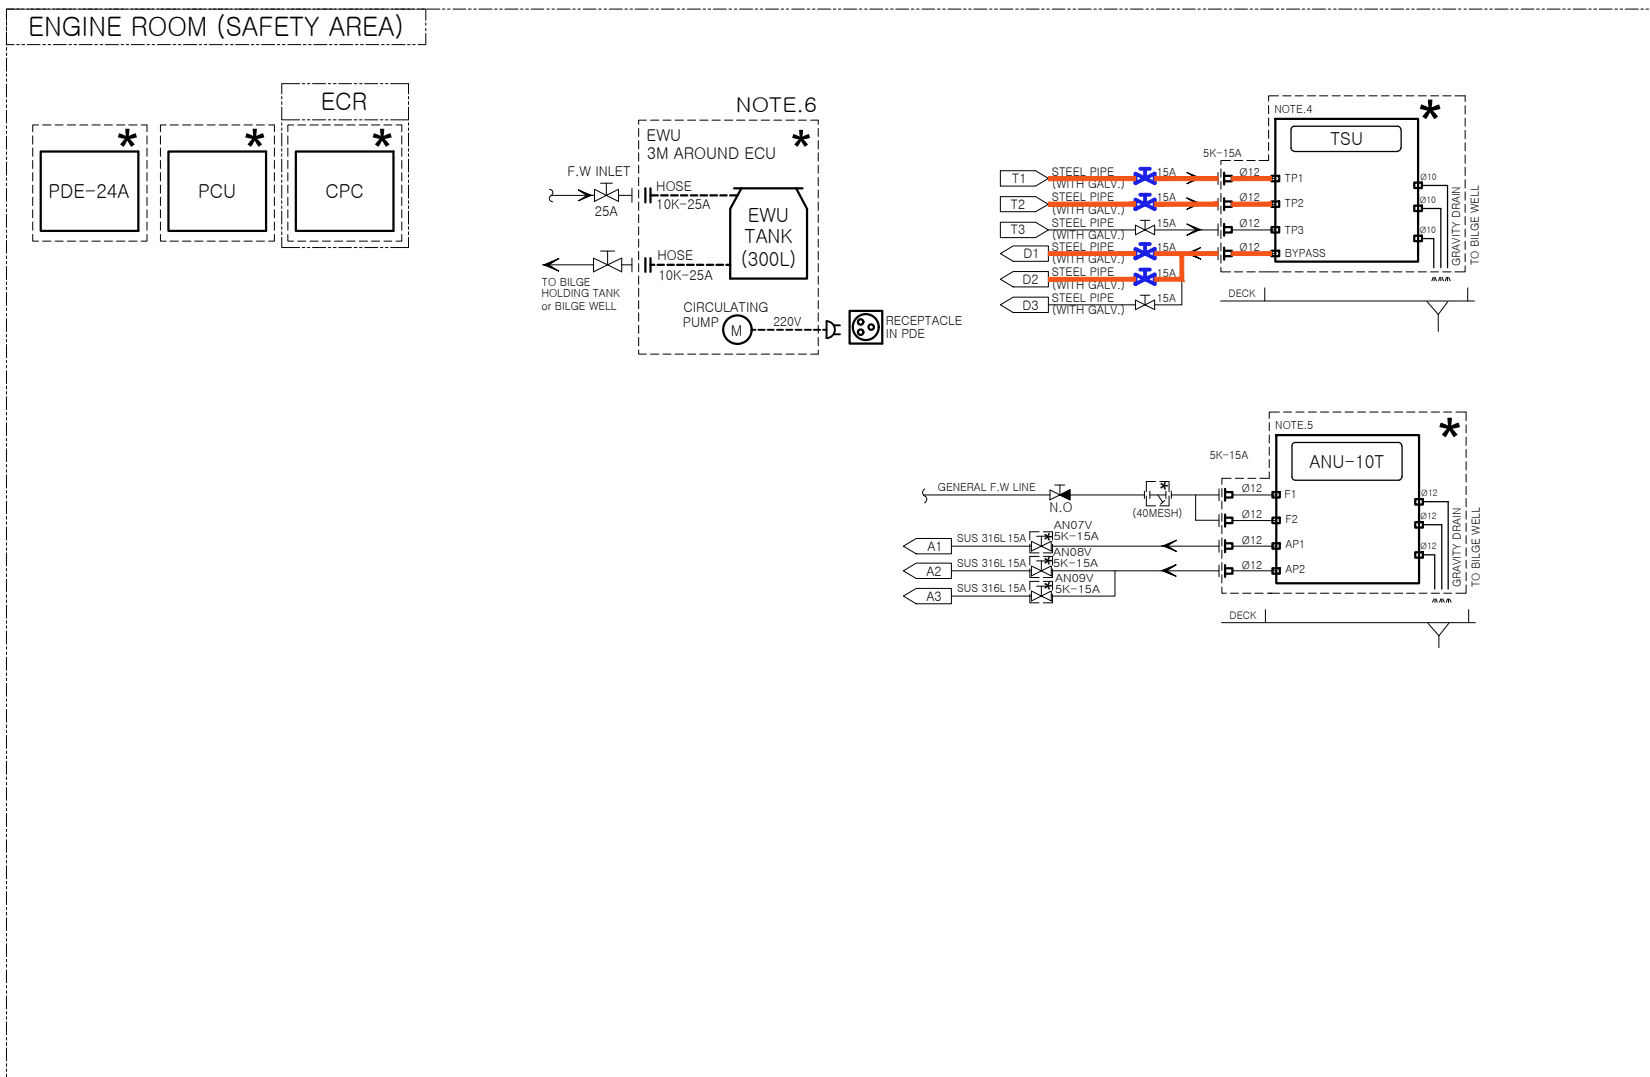 ENGINE ROOM (SAFETY AREA)
ECR
*
PDE-24A
*
PCU
*
CPC
NOTE.6
EWU
3M AROUND ECU
*
F.W INLET
25A
HOSE
10K-25A
EWU
TANK
(300L)
HOSE
10K-25A
TO BILGE
HOLDING TANK
or BILGE WELL
CIRCULATING
PUMP
M
220V
RECEPTACLE
IN PDE
NOTE.4
*
TSU
5K-15A
T1
STEEL PIPE
(WITH GALV.)
15A
Ø12
TP1
T2
STEEL PIPE
(WITH GALV.)
15A
Ø12
TP2
T3
STEEL PIPE
(WITH GALV.)
15A
Ø12
TP3
D1
STEEL PIPE
(WITH GALV.)
15A
Ø12
BYPASS
D2
STEEL PIPE
(WITH GALV.)
15A
D3
STEEL PIPE
(WITH GALV.)
15A
Ø10
Ø10
Ø10
GRAVITY DRAIN
TO BILGE WELL
DECK
NOTE.5
*
ANU-10T
5K-15A
GENERAL F.W LINE
N.O
*
(40MESH)
Ø12
F1
Ø12
F2
A1
SUS 316L 15A
*
AN07V
5K-15A
Ø12
AP1
A2
SUS 316L 15A
*
AN08V
5K-15A
Ø12
AP2
A3
SUS 316L 15A
*
AN09V
5K-15A
Ø12
Ø12
Ø12
GRAVITY DRAIN
TO BILGE WELL
DECK